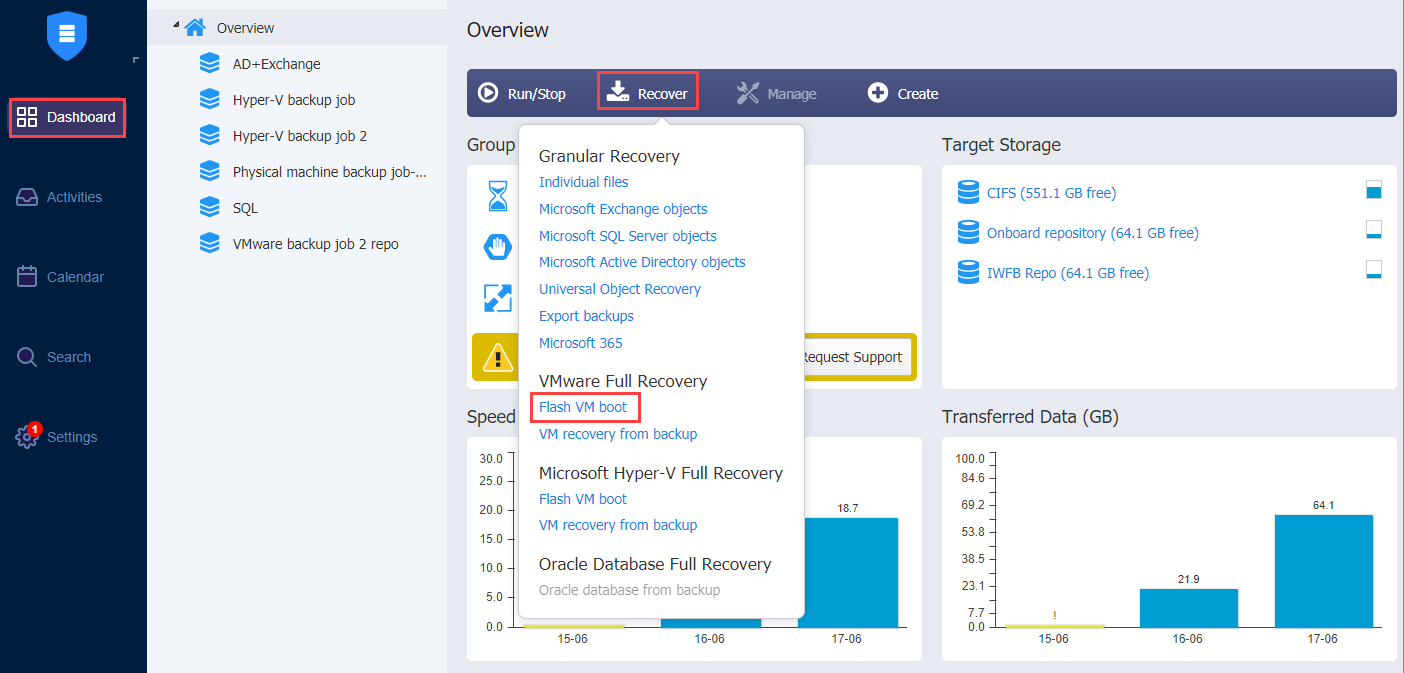 Dashboard
Activities
Calendar
Search
1
Settings
Overview
AD+Exchange
Hyper-V backup job
Hyper-V backup job 2
Physical machine backup job-...
SQL
VMware backup job 2 repo
Overview
Run/Stop
Recover
Manage
Create
Group
Granular Recovery
Individual files
Microsoft Exchange objects
Microsoft SQL Server objects
Microsoft Active Directory objects
Universal Object Recovery
Export backups
Microsoft 365
VMware Full Recovery
Flash VM boot
VM recovery from backup
Microsoft Hyper-V Full Recovery
Flash VM boot
VM recovery from backup
Oracle Database Full Recovery
Oracle database from backup
Request Support
Target Storage
CIFS (551.1 GB free)
Onboard repository (64.1 GB free)
IWFB Repo (64.1 GB free)
Speed
30.0
25.0
20.0
15.0
10.0
5.0
0.0
18.7
15-06
16-06
17-06
Transferred Data (GB)
100.0
84.6
69.2
53.8
38.5
23.1
7.7
0.0
!
21.9
64.1
15-06
16-06
17-06